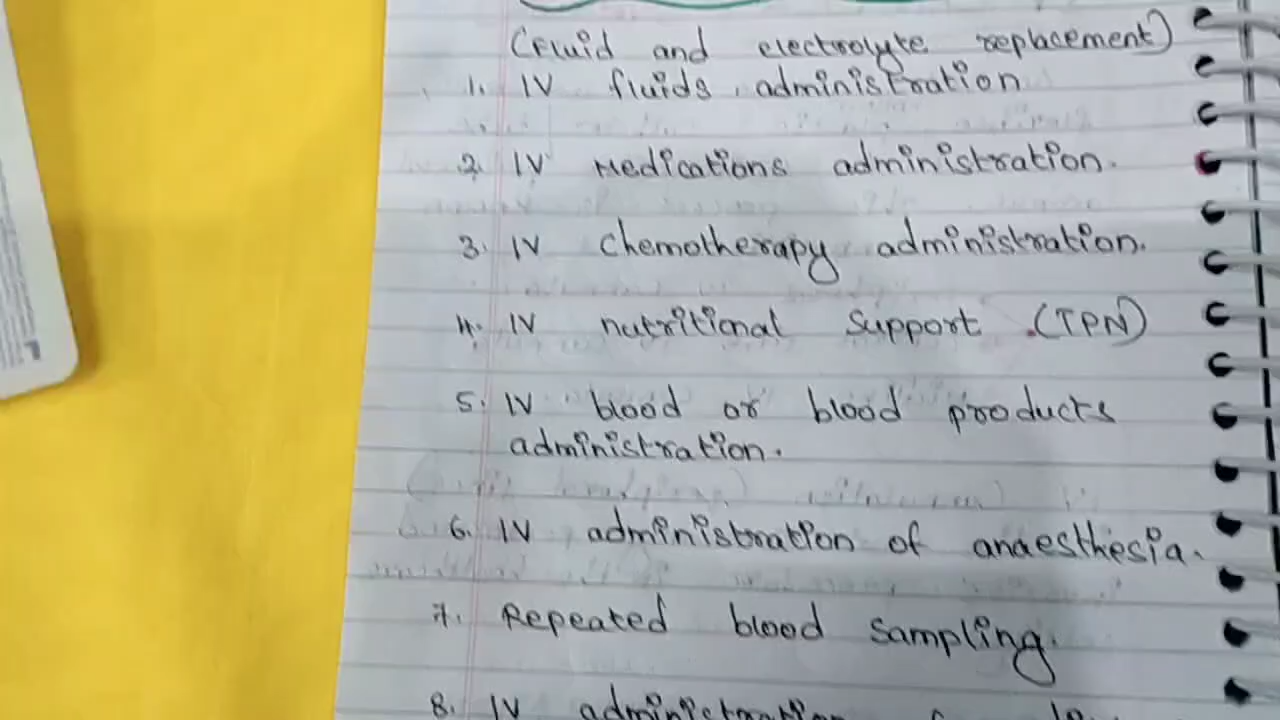 (Fluid and electrolyte replacement)
1. IV fluids administration
2. IV Medications administration.
3. IV chemotherapy administration.
4. IV nutritional support (TPN)
5. IV blood or blood products
administration.
6. IV administration of anaesthesia.
7. Repeated blood sampling.
8. IV administration